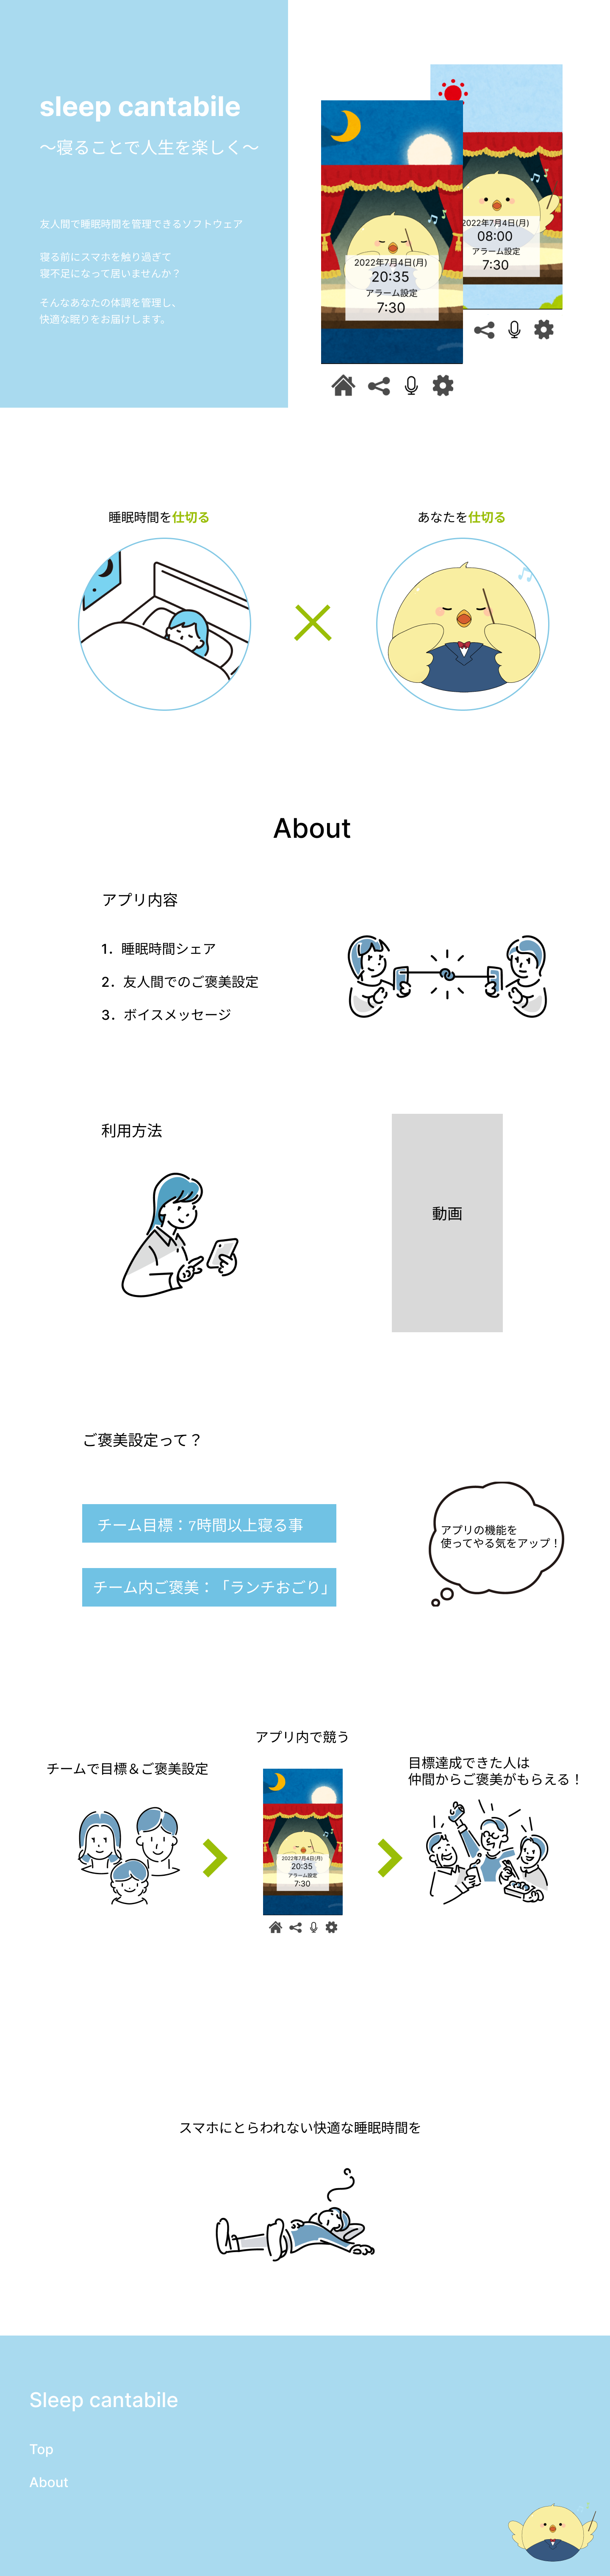 sleep cantabile
〜寝ることで人生を楽しく〜
友人間で睡眠時間を管理できるソフトウェア
寝る前にスマホを触り過ぎて
寝不足になって居いませんか？
そんなあなたの体調を管理し、
快適な眠りをお届けします。
2022年7月4日(月)
20:35
アラーム設定
7:30
2022年7月4日(月)
08:00
アラーム設定
7:30
睡眠時間を仕切る
あなたを仕切る
About
アプリ内容
1. 睡眠時間シェア
2. 友人間でのご褒美設定
3. ボイスメッセージ
利用方法
動画
ご褒美設定って？
チーム目標：7時間以上寝る事
チーム内ご褒美：「ランチおごり」
アプリの機能を
使ってやる気をアップ！
アプリ内で競う
チームで目標＆ご褒美設定
目標達成できた人は
仲間からご褒美がもらえる！
2022年7月4日(月)
20:35
アラーム設定
7:30
スマホにとらわれない快適な睡眠時間を
Sleep cantabile
Top
About